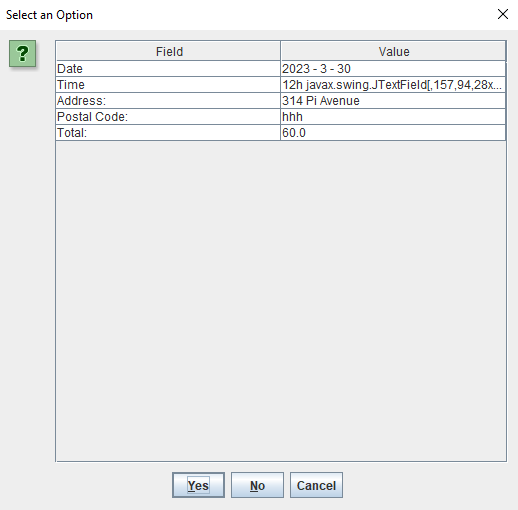 Select an Option
?
Field Value
Date 2023 - 3 - 30
Time 12h javax.swing.JTextField[,157,94,28x...
Address: 314 Pi Avenue
Postal Code: hhh
Total: 60.0
Yes No Cancel